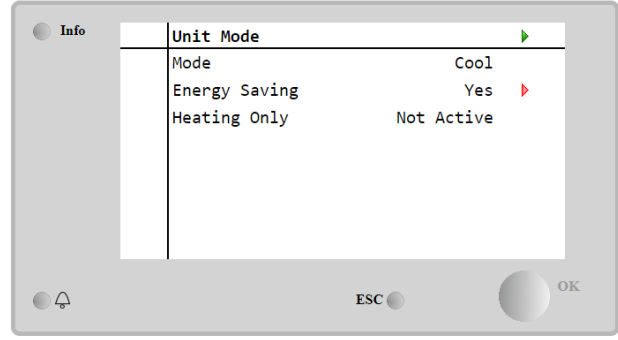 Info
Unit Mode
Mode Cool
Energy Saving Yes
Heating Only Not Active
ESC
OK